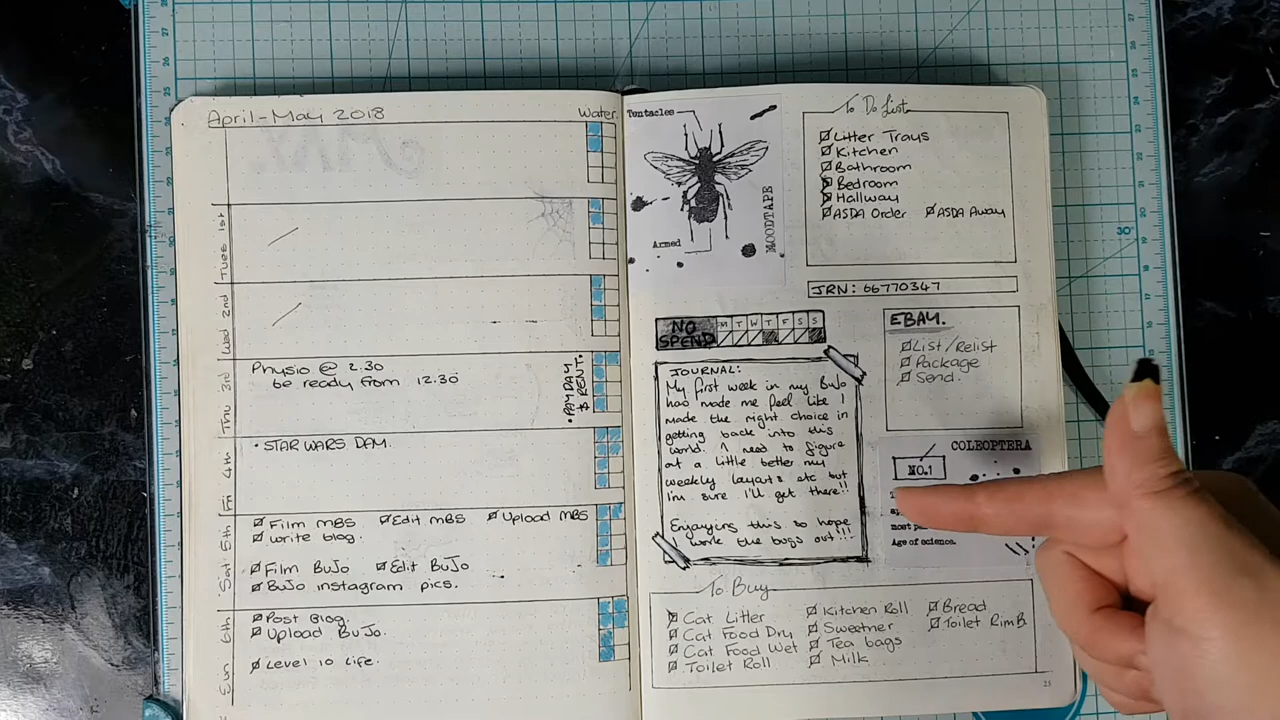 April-May 2018
Water.
Tues 1st
Wed 2nd
Thu 3rd
Physio @ 2.30
be ready from 12.30
• PAYDAY
$ RENT.
Fri 4th
• STAR WARS DAY.
Sat 5th
Film MBS Edit MBS Upload MBS
Write blog.
Film BuJo Edit BuJo
BuJo instagram pics.
Sun 6th
Post Blog.
Upload BuJo.
Level 10 Life.
Tentacles
Armed
MOODTAPE
To Do List
Litter Trays
Kitchen
Bathroom
Bedroom
Hallway
ASDA Order ASDA Away
JRN: 66770347
NO SPEND
M T W T F S S
EBAY.
List/Relist
Package
Send.
JOURNAL:
My first week in my BuJo
had made me feel like I
made the right choice in
getting back into this
world. I need to figure
out a little better my
weekly layouts etc but
I'm sure I'll get there!!
Enjoying this so hope
I work the bugs out!!!
COLEOPTERA
NO.1
most
Age of science.
To Buy
Cat Litter
Cat Food Dry
Cat Food Wet
Toilet Roll
Kitchen Roll
Sweetner
Tea bags
Milk
Bread
Toilet Rim B.
25